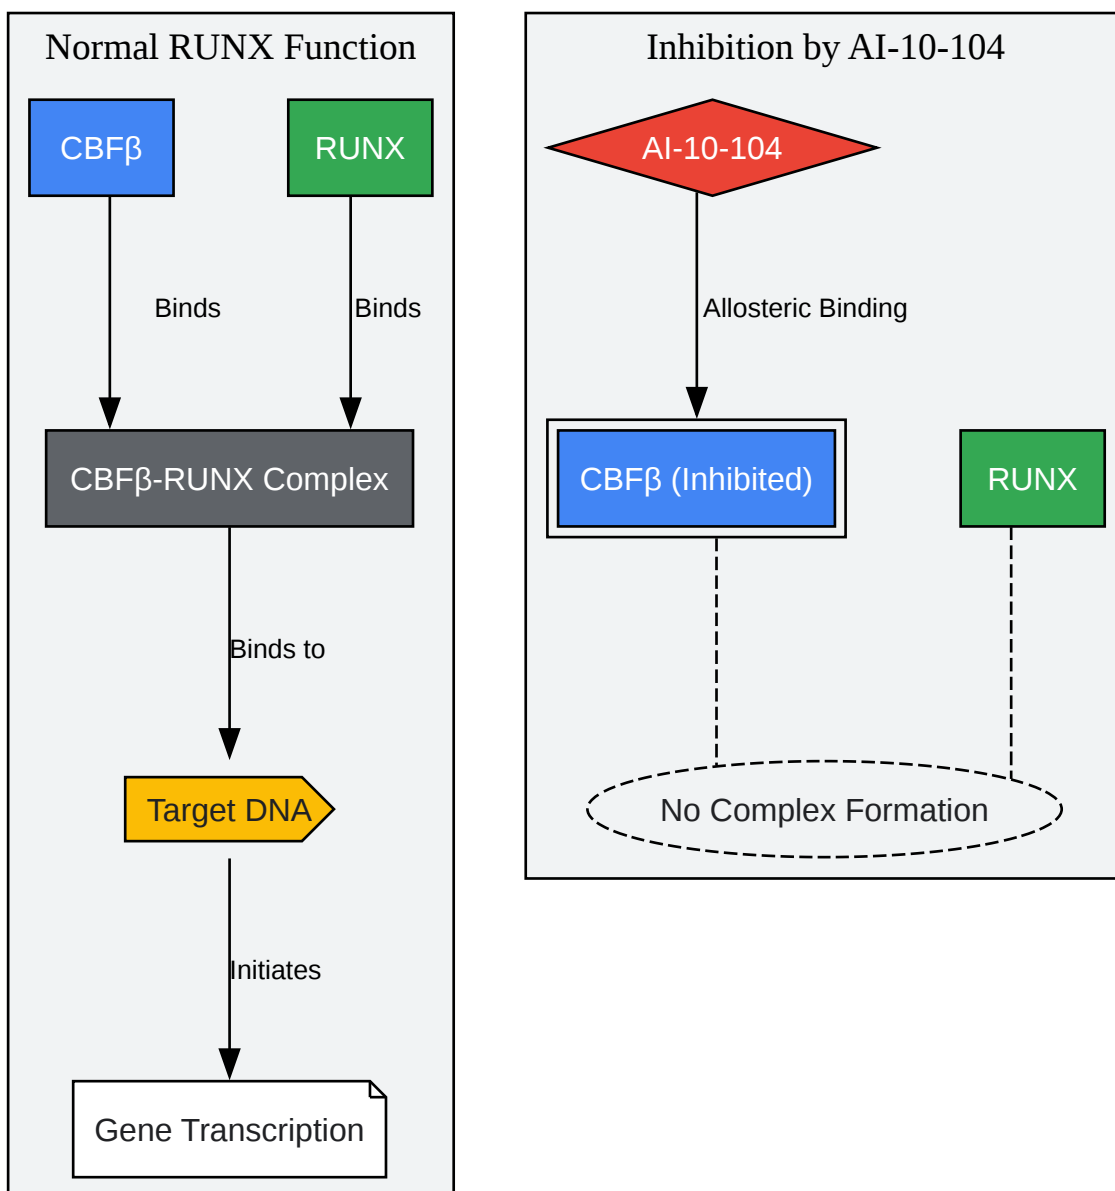 Normal RUNX Function
CBFβ
RUNX
Binds
Binds
CBFβ-RUNX Complex
Binds to
Target DNA
Initiates
Gene Transcription
Inhibition by AI-10-104
AI-10-104
Allosteric Binding
CBFβ (Inhibited)
RUNX
No Complex Formation